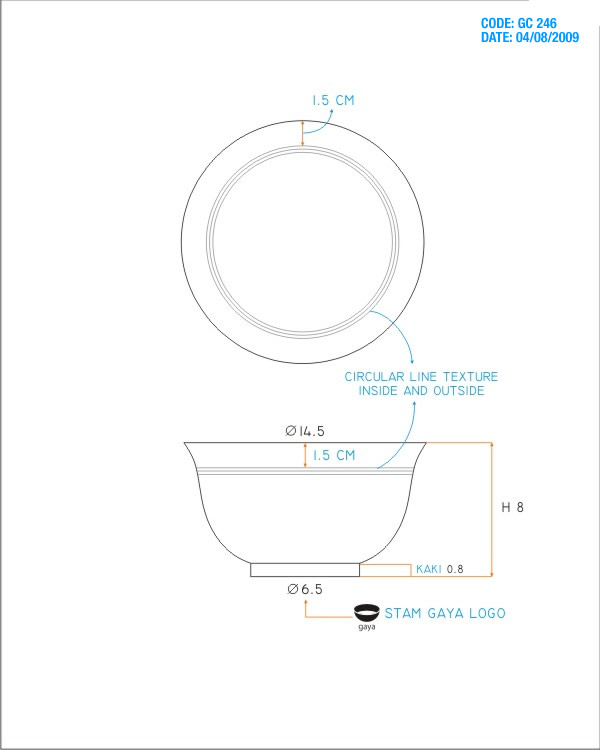 CODE: GC 246
DATE: 04/08/2009
1.5 CM
CIRCULAR LINE TEXTURE
INSIDE AND OUTSIDE
Ø14.5
1.5 CM
H 8
KAKI 0.8
Ø6.5
STAM GAYA LOGO
gaya